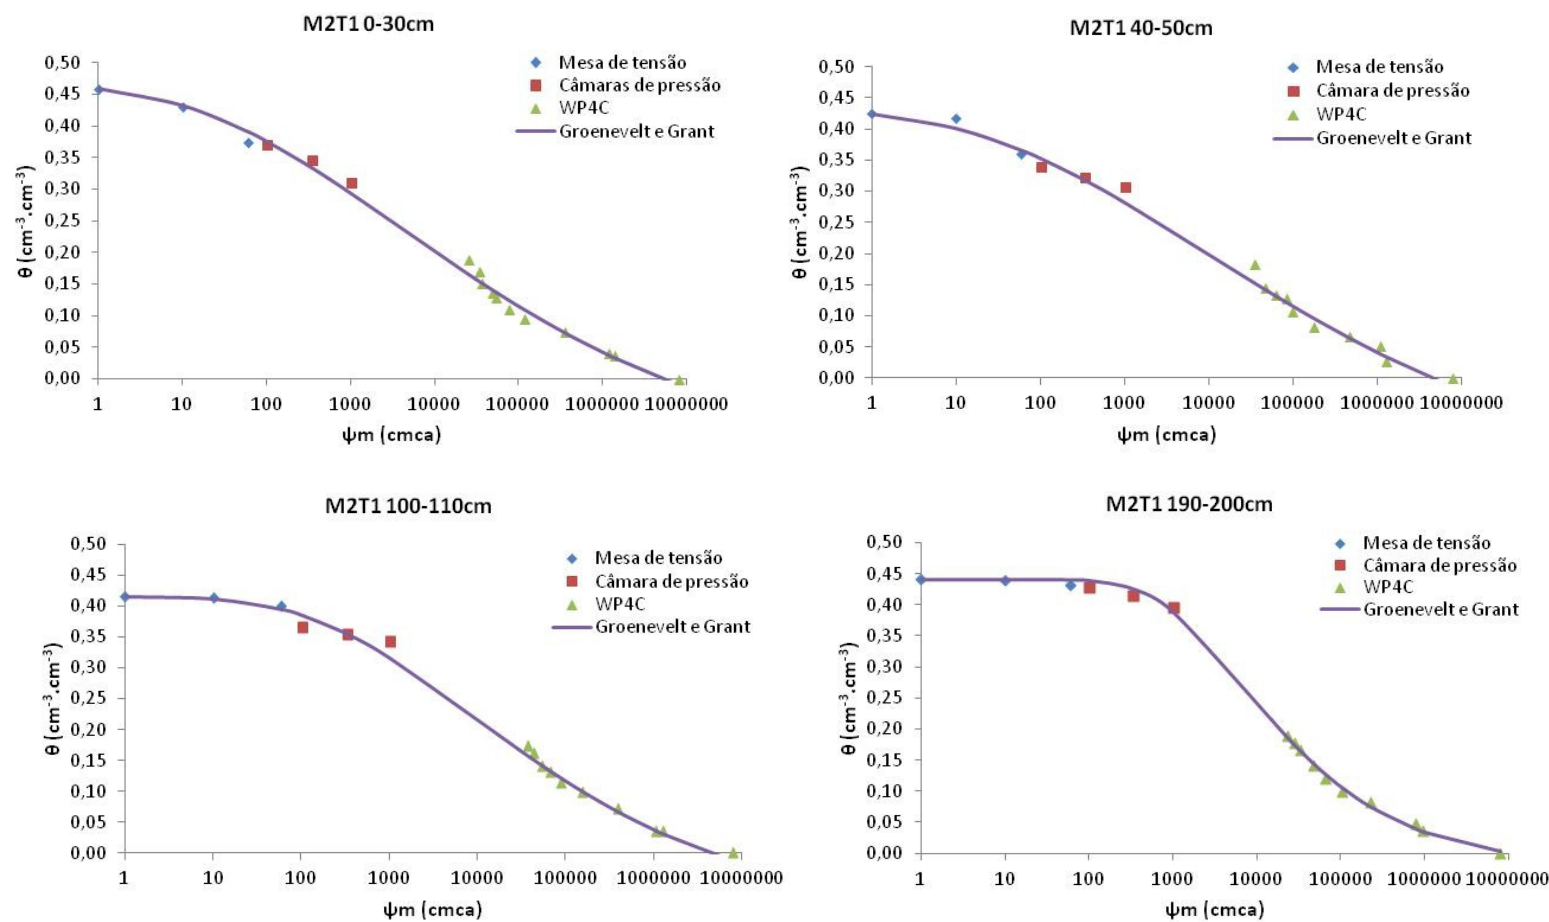 M2T1 0-30cm
Mesa de tensão
Câmaras de pressão
WP4C
Groenevelt e Grant
0,50
0,45
0,40
0,35
0,30
0,25
0,20
0,15
0,10
0,05
0,00
θ (cm⁻³.cm⁻³)
1 10 100 1000 10000 100000 1000000 10000000
ψm (cmca)
M2T1 40-50cm
Mesa de tensão
Câmara de pressão
WP4C
Groenevelt e Grant
0,50
0,45
0,40
0,35
0,30
0,25
0,20
0,15
0,10
0,05
0,00
θ (cm⁻³.cm⁻³)
1 10 100 1000 10000 100000 1000000 10000000
ψm (cmca)
M2T1 100-110cm
Mesa de tensão
Câmara de pressão
WP4C
Groenevelt e Grant
0,50
0,45
0,40
0,35
0,30
0,25
0,20
0,15
0,10
0,05
0,00
θ (cm⁻³.cm⁻³)
1 10 100 1000 10000 100000 1000000 10000000
ψm (cmca)
M2T1 190-200cm
Mesa de tensão
Câmara de pressão
WP4C
Groenevelt e Grant
0,50
0,45
0,40
0,35
0,30
0,25
0,20
0,15
0,10
0,05
0,00
θ (cm⁻³.cm⁻³)
1 10 100 1000 10000 100000 1000000 10000000
ψm (cmca)